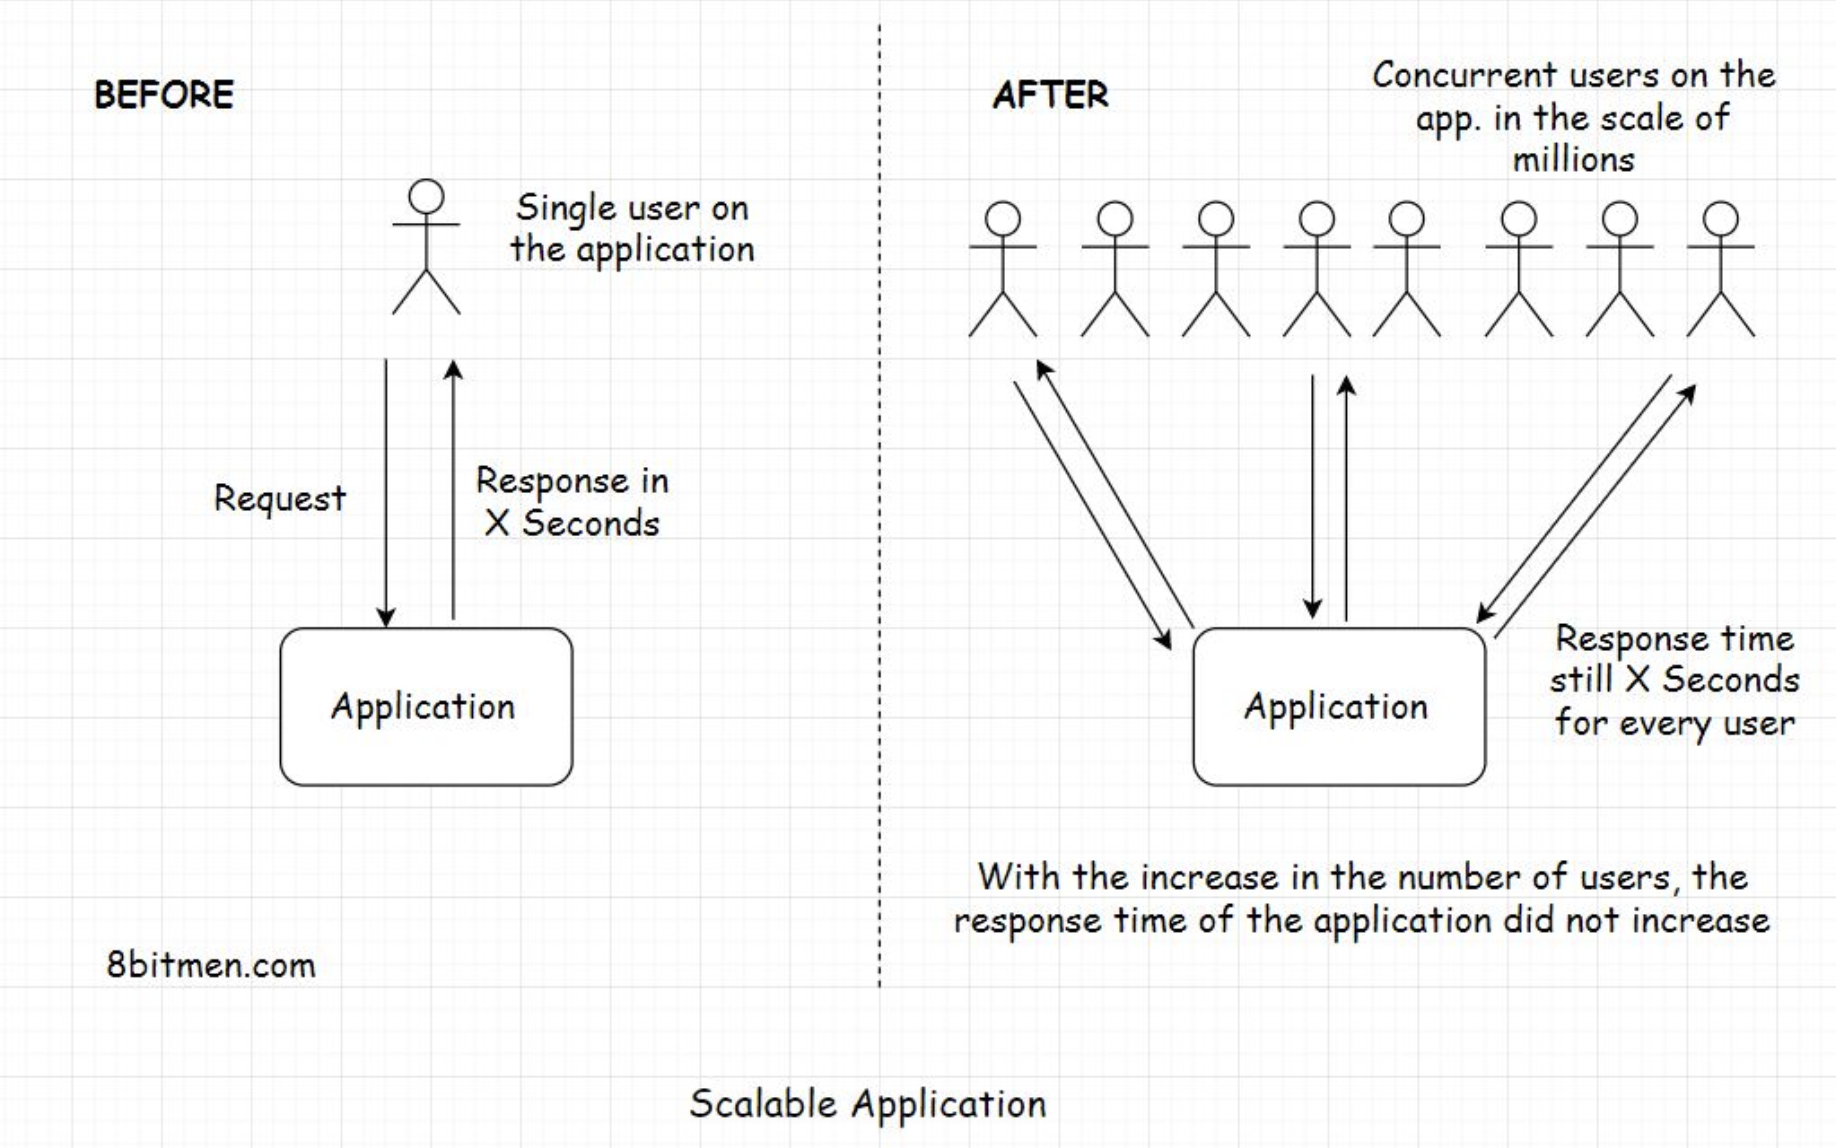 BEFORE
Single user on
the application
Request
Response in
X Seconds
Application
8bitmen.com
AFTER
Concurrent users on the
app. in the scale of
millions
Application
Response time
still X Seconds
for every user
With the increase in the number of users, the
response time of the application did not increase
Scalable Application